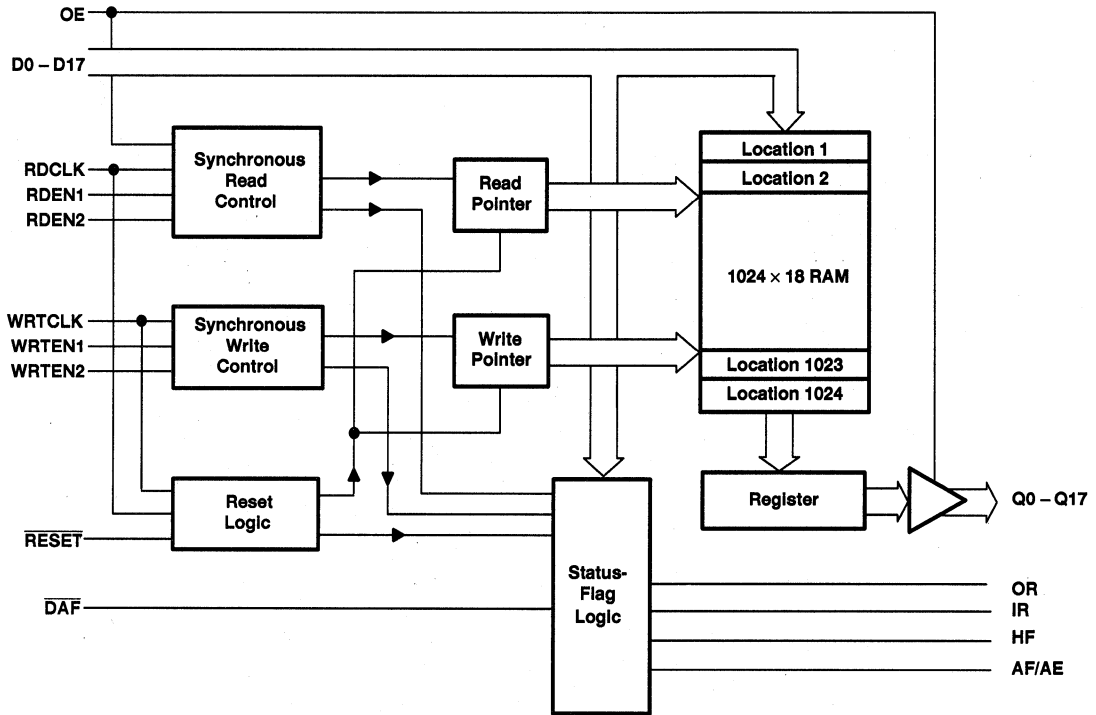 OE
D0 – D17
RDCLK
RDEN1
RDEN2
Synchronous
Read
Control
Read
Pointer
Location 1
Location 2
1024 × 18 RAM
Location 1023
Location 1024
WRTCLK
WRTEN1
WRTEN2
Synchronous
Write
Control
Write
Pointer
RESET
Reset
Logic
Register
Q0 – Q17
DAF
Status-
Flag
Logic
OR
IR
HF
AF/AE